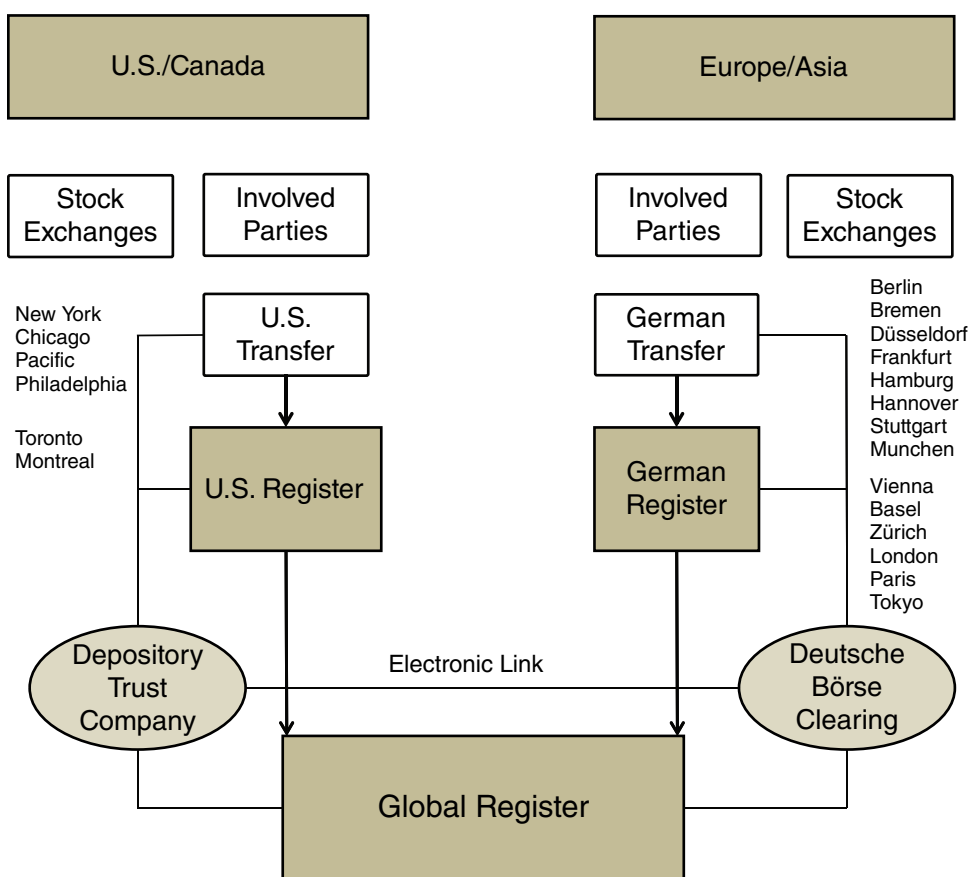 U.S./Canada
Europe/Asia
Stock
Exchanges
Involved
Parties
Involved
Parties
Stock
Exchanges
New York
Chicago
Pacific
Philadelphia
Toronto
Montreal
U.S.
Transfer
German
Transfer
Berlin
Bremen
Düsseldorf
Frankfurt
Hamburg
Hannover
Stuttgart
Munchen
Vienna
Basel
Zürich
London
Paris
Tokyo
U.S. Register
German
Register
Depository
Trust
Company
Electronic Link
Deutsche
Börse
Clearing
Global Register